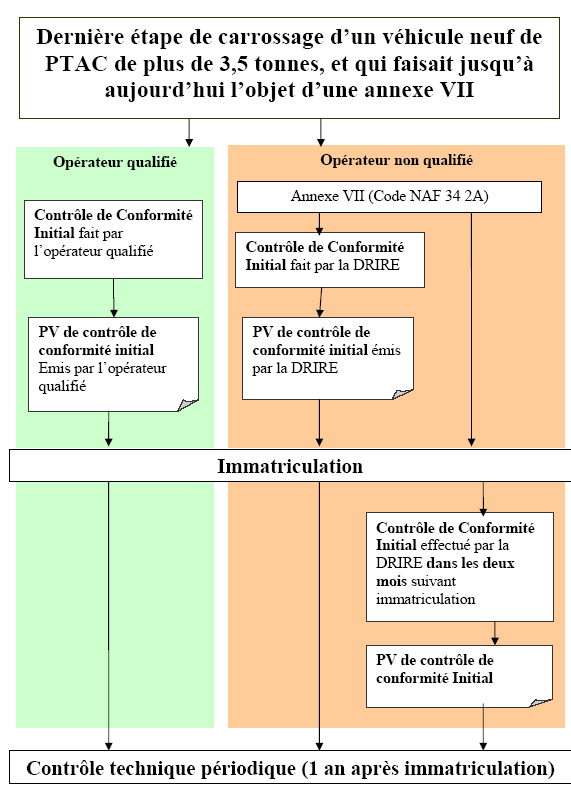 Dernière étape de carrossage d'un véhicule neuf de
PTAC de plus de 3,5 tonnes, et qui faisait jusqu'à
aujourd'hui l'objet d'une annexe VII
Opérateur qualifié
Contrôle de Conformité
Initial fait par
l'opérateur qualifié
PV de contrôle de
conformité initial
Emis par l'opérateur
qualifié
Opérateur non qualifié
Annexe VII (Code NAF 34 2A)
Contrôle de Conformité
Initial fait par la DRIRE
PV de contrôle de
conformité initial émis
par la DRIRE
Immatriculation
Contrôle de Conformité
Initial effectué par la
DRIRE dans les deux
mois suivant
immatriculation
PV de contrôle de
conformité Initial
Contrôle technique périodique (1 an après immatriculation)